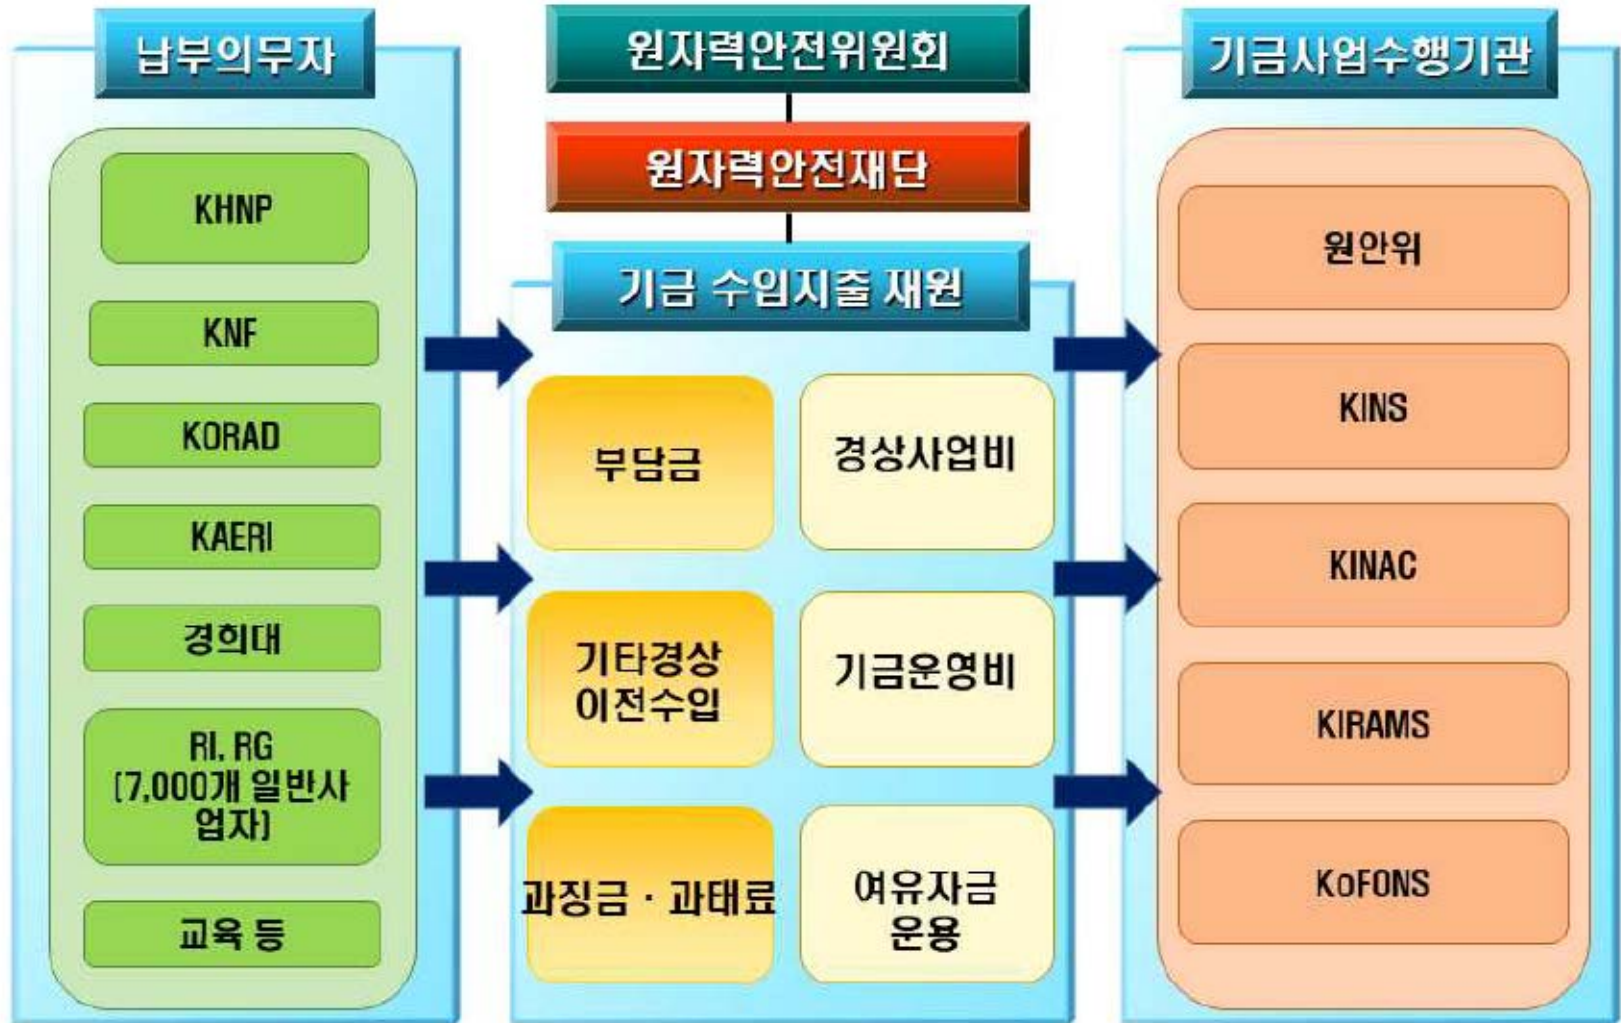 납부의무자
KHNP
KNF
KORAD
KAERI
경희대
RI, RG
(7,000개 일반사
업자)
교육 등
원자력안전위원회
원자력안전재단
기금 수입지출 재원
부담금
경상사업비
기타경상
이전수입
기금운영비
과징금 · 과태료
여유자금
운용
기금사업수행기관
원안위
KINS
KINAC
KIRAMS
KoFONS